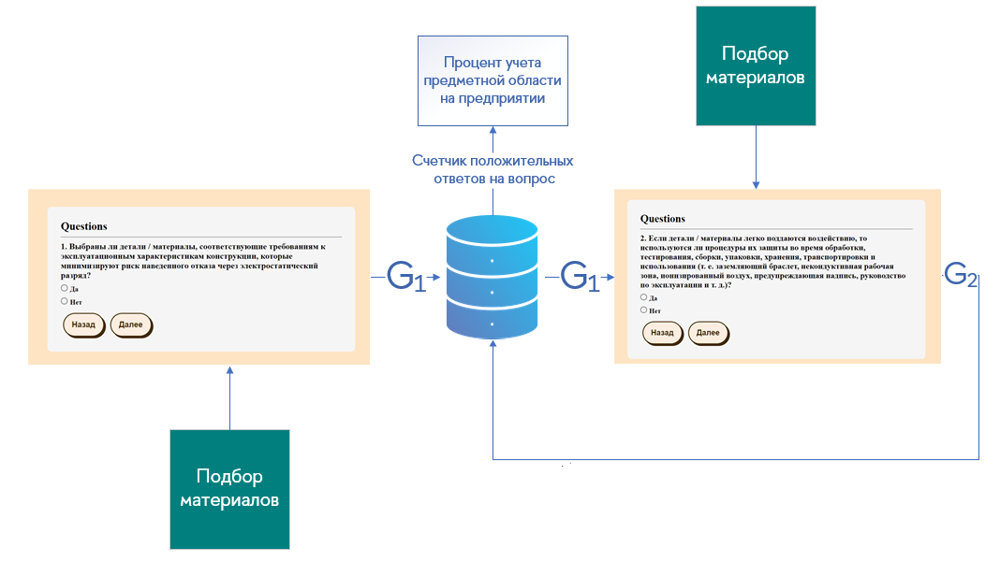 Процент учета
предметной области
на предприятии
Подбор
материалов
Счетчик положительных
ответов на вопрос
Questions
1. Выбраны ли детали / материалы, соответствующие требованиям к
эксплуатационным характеристикам конструкции, которые
минимизируют риск наведенного отказа через электростатический
разряд?
Да
Нет
Назад
Далее
G1
G1
Questions
2. Если детали / материалы легко поддаются воздействию, то
используются ли процедуры их защиты во время обработки,
тестирования, сборки, упаковки, хранения, транспортировки и
использования (т. е. заземляющий браслет, некондуктивная рабочая
зона, ионизированный воздух, предупреждающая надпись, руководство
по эксплуатации и т. д.)?
Да
Нет
Назад
Далее
G2
Подбор
материалов